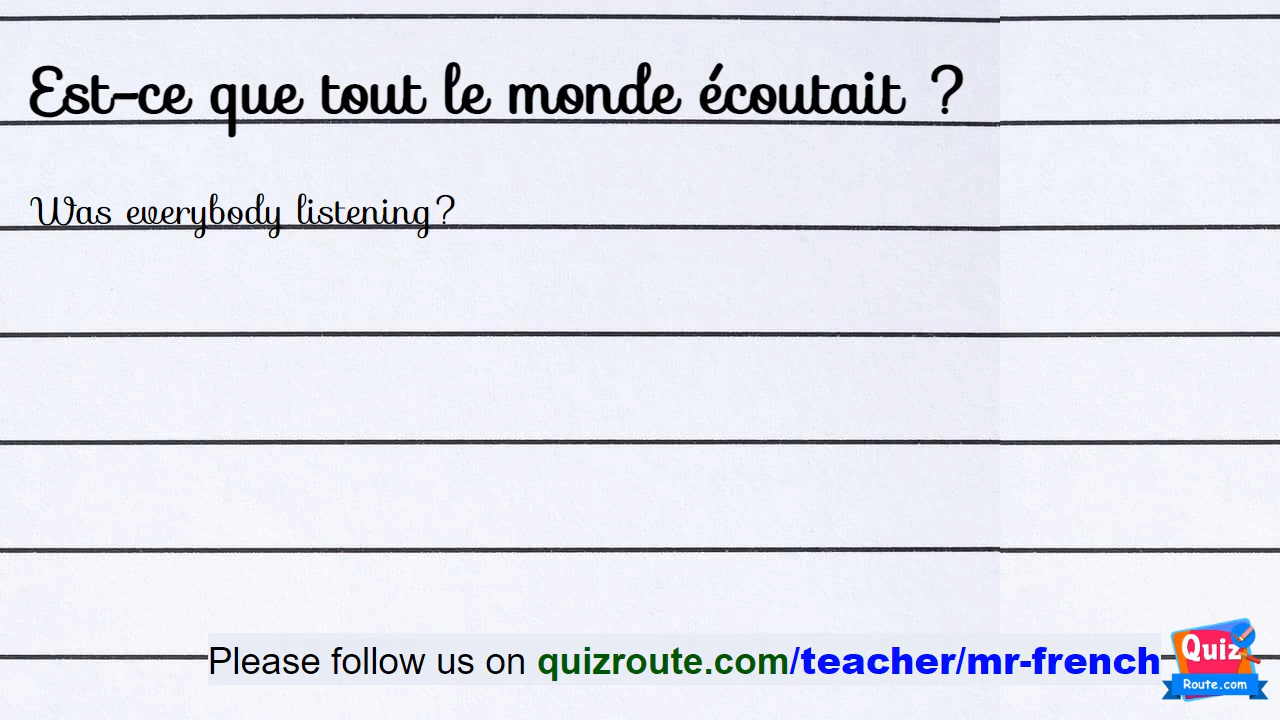 Est-ce que tout le monde écoutait ?
Was everybody listening?
Please follow us on quizroute.com/teacher/mr-french
Quiz
Route.com